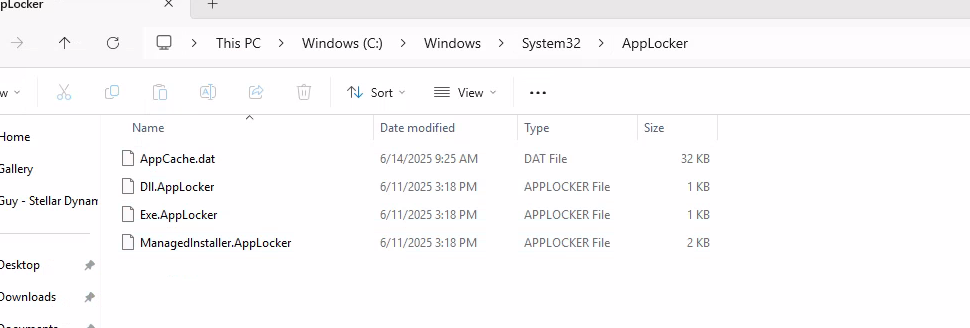 pLocker
This PC > Windows (C:) > Windows > System32 > AppLocker
w Sort View ...
Name Date modified Type Size
Home
Gallery
Guy - Stellar Dynam
Desktop
Downloads
Documents
AppCache.dat 6/14/2025 9:25 AM DAT File 32 KB
Dll.AppLocker 6/11/2025 3:18 PM APPLOCKER File 1 KB
Exe.AppLocker 6/11/2025 3:18 PM APPLOCKER File 1 KB
ManagedInstaller.AppLocker 6/11/2025 3:18 PM APPLOCKER File 2 KB